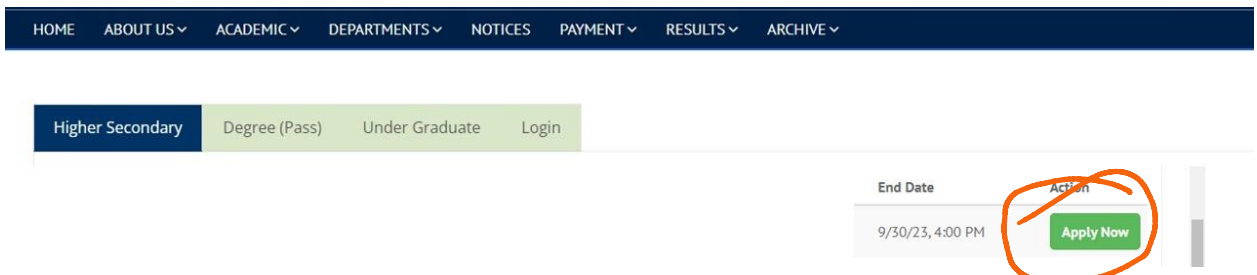 HOME ABOUT US ACADEMIC DEPARTMENTS NOTICES PAYMENT RESULTS ARCHIVE
Higher Secondary Degree (Pass) Under Graduate Login
End Date Action
9/30/23, 4:00 PM Apply Now